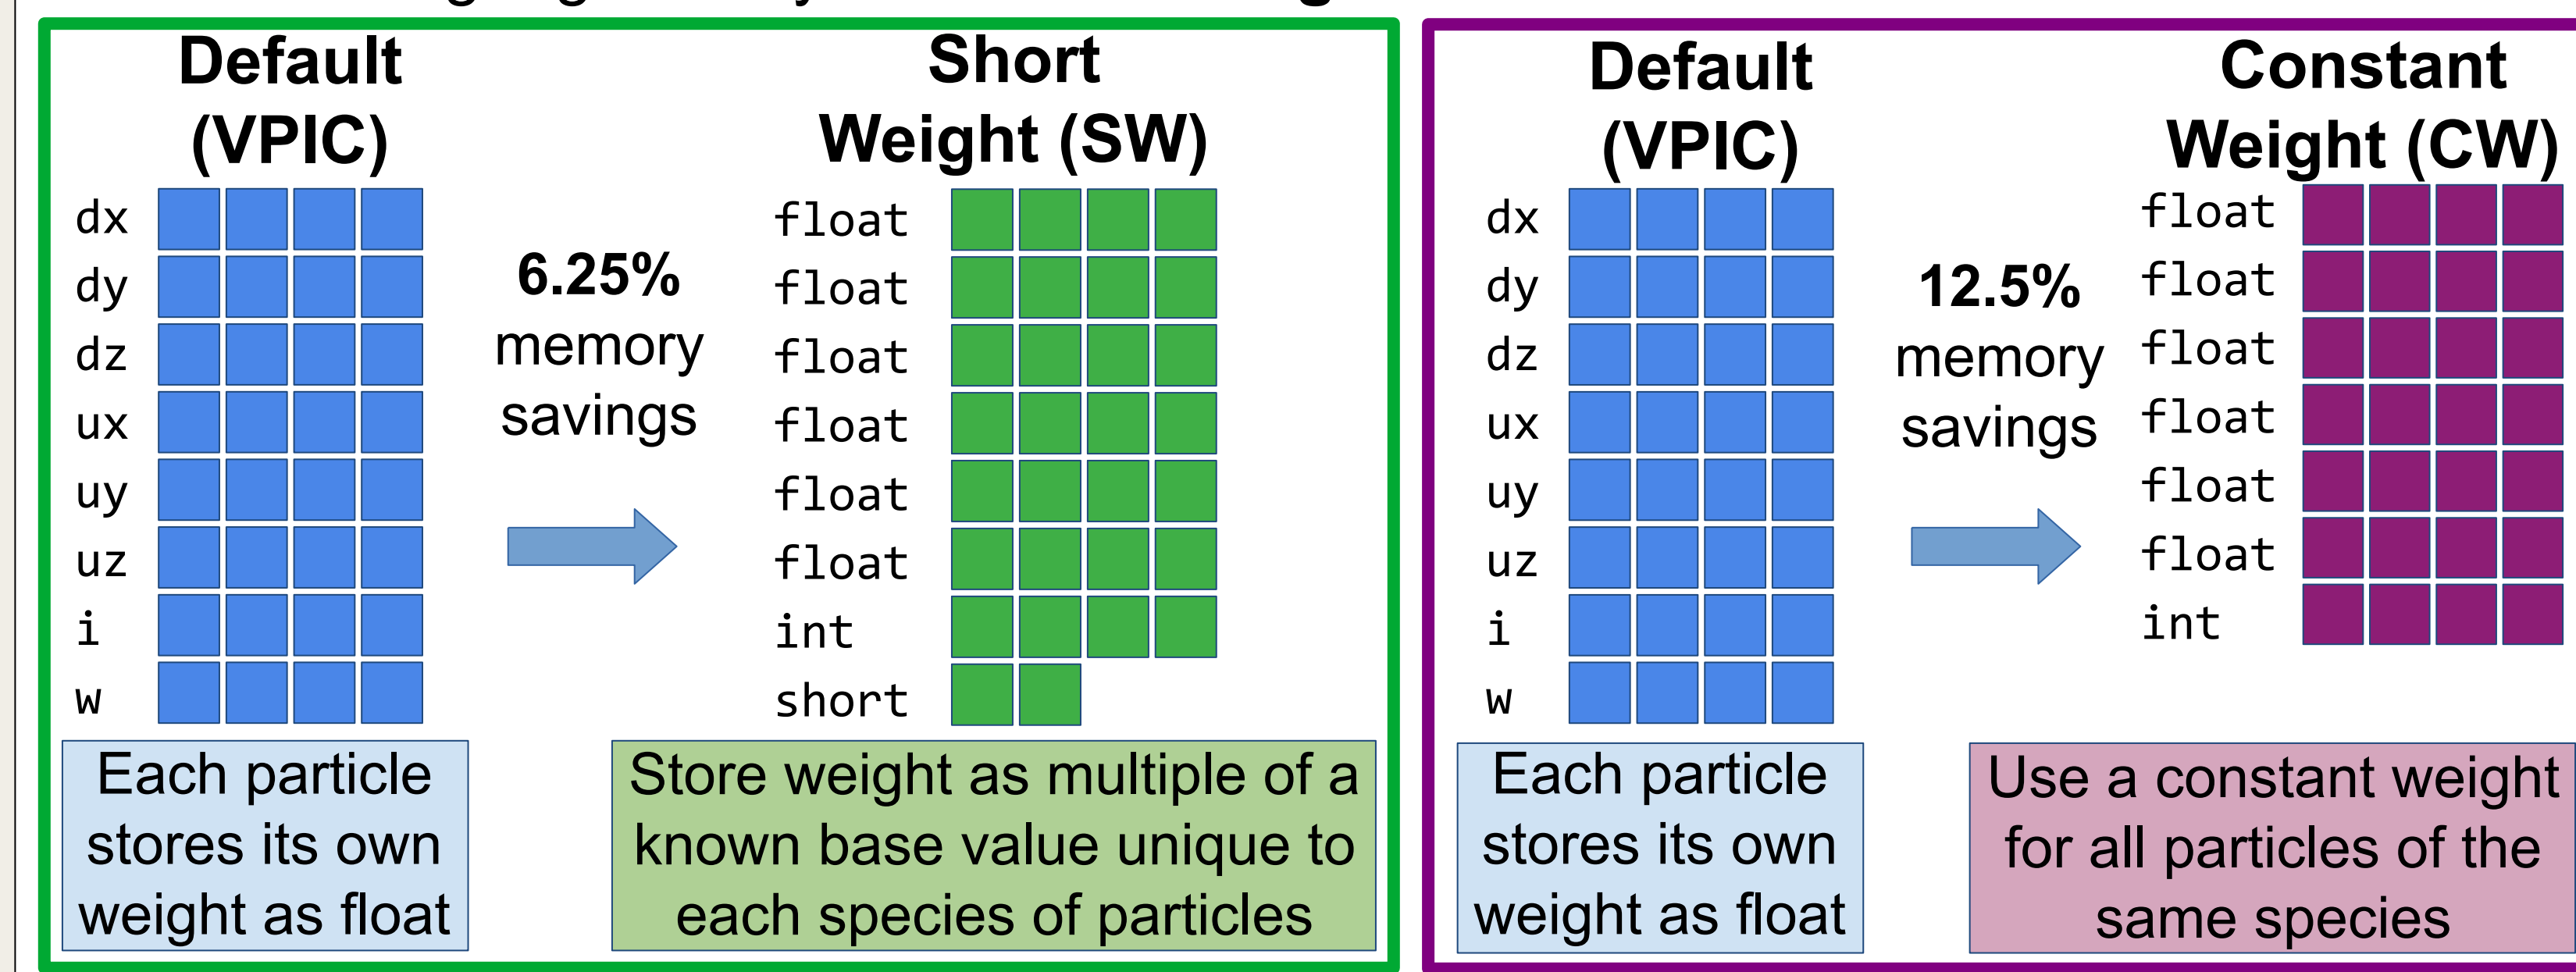 Default
(VPIC)
dx
dy
dz
ux
uy
uz
i
w
6.25%
memory
savings
Short
Weight (SW)
float
float
float
float
float
float
int
short
Each particle
stores its own
weight as float
Store weight as multiple of a
known base value unique to
each species of particles
Default
(VPIC)
dx
dy
dz
ux
uy
uz
i
w
12.5%
memory
savings
Constant
Weight (CW)
float
float
float
float
float
float
int
Each particle
stores its own
weight as float
Use a constant weight
for all particles of the
same species